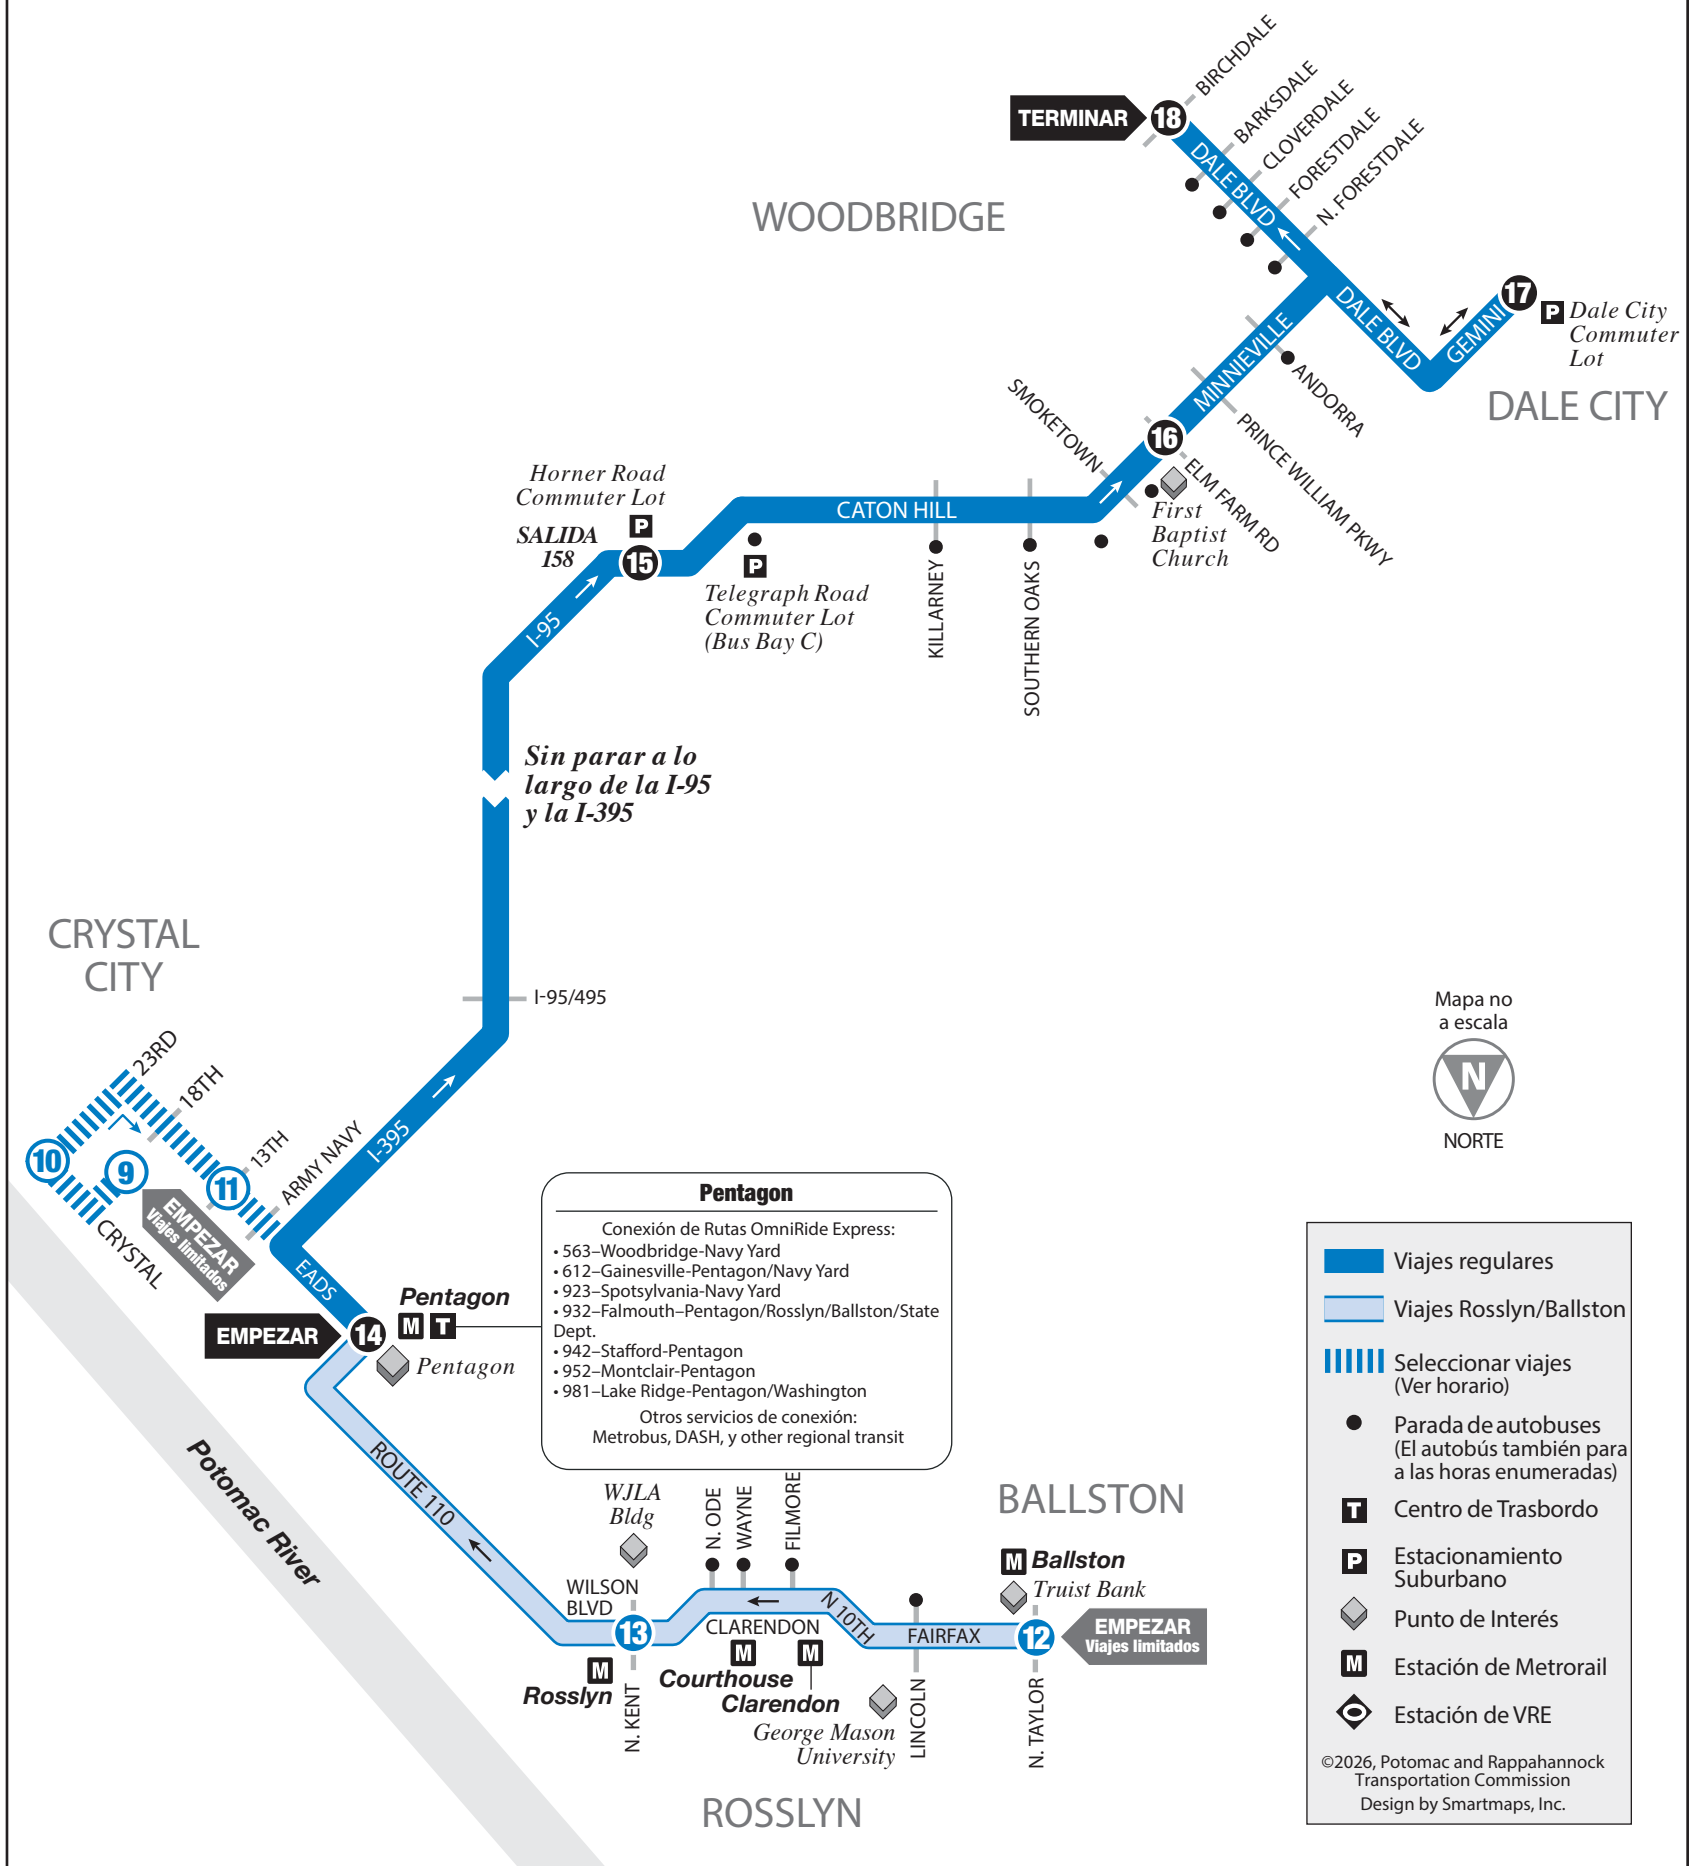 BIRCHDALE
BARKSDALE
CLOVERDALE
FORESTDALE
N. FORESTDALE
TERMINAR
18
DALE BLVD
WOODBRIDGE
17
P
Dale City
Commuter
Lot
DALE BLVD
GEMINI
DALE CITY
MINNIEVILLE
ANDORRA
PRINCE WILLIAM PKWY
SMOKETOWN
16
ELM FARM RD
First
Baptist
Church
Horner Road
Commuter Lot
P
SALIDA
158
15
CATON HILL
P
Telegraph Road
Commuter Lot
(Bus Bay C)
KILLARNEY
SOUTHERN OAKS
I-95
Sin parar a lo
largo de la I-95
y la I-395
CRYSTAL
CITY
I-95/495
Mapa no
a escala
N
NORTE
23RD
18TH
13TH
ARMY NAVY
I-395
10
9
11
EMPEZAR
Viajes limitados
CRYSTAL
EADS
EMPEZAR
14
Pentagon
M
T
Pentagon
Pentagon
Conexión de Rutas OmniRide Express:
• 563–Woodbridge-Navy Yard
• 612–Gainesville-Pentagon/Navy Yard
• 923–Spotsylvania-Navy Yard
• 932–Falmouth–Pentagon/Rosslyn/Ballston/State
Dept.
• 942–Stafford-Pentagon
• 952–Montclair-Pentagon
• 981–Lake Ridge-Pentagon/Washington
Otros servicios de conexión:
Metrobus, DASH, y other regional transit
Potomac River
ROUTE 110
WJLA
Bldg
N. ODE
WAYNE
FILMORE
BALLSTON
M
Ballston
Truist Bank
WILSON
BLVD
13
CLARENDON
N 10TH
FAIRFAX
12
EMPEZAR
Viajes limitados
M
Rosslyn
N. KENT
M
Courthouse
M
Clarendon
George Mason
University
LINCOLN
N. TAYLOR
ROSSLYN
Viajes regulares
Viajes Rosslyn/Ballston
Seleccionar viajes
(Ver horario)
Parada de autobuses
(El autobús también para
a las horas enumeradas)
T
Centro de Trasbordo
P
Estacionamiento
Suburbano
Punto de Interés
M
Estación de Metrorail
Estación de VRE
©2026, Potomac and Rappahannock
Transportation Commission
Design by Smartmaps, Inc.